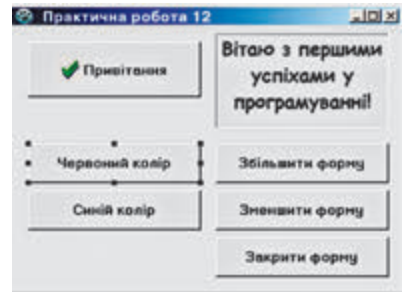 Практична робота 12
Привітання
Вітаю з першими
успіхами у
програмуванні!
Червоний колір
Збільшити форму
Синій колір
Зменшити форму
Закрити форму